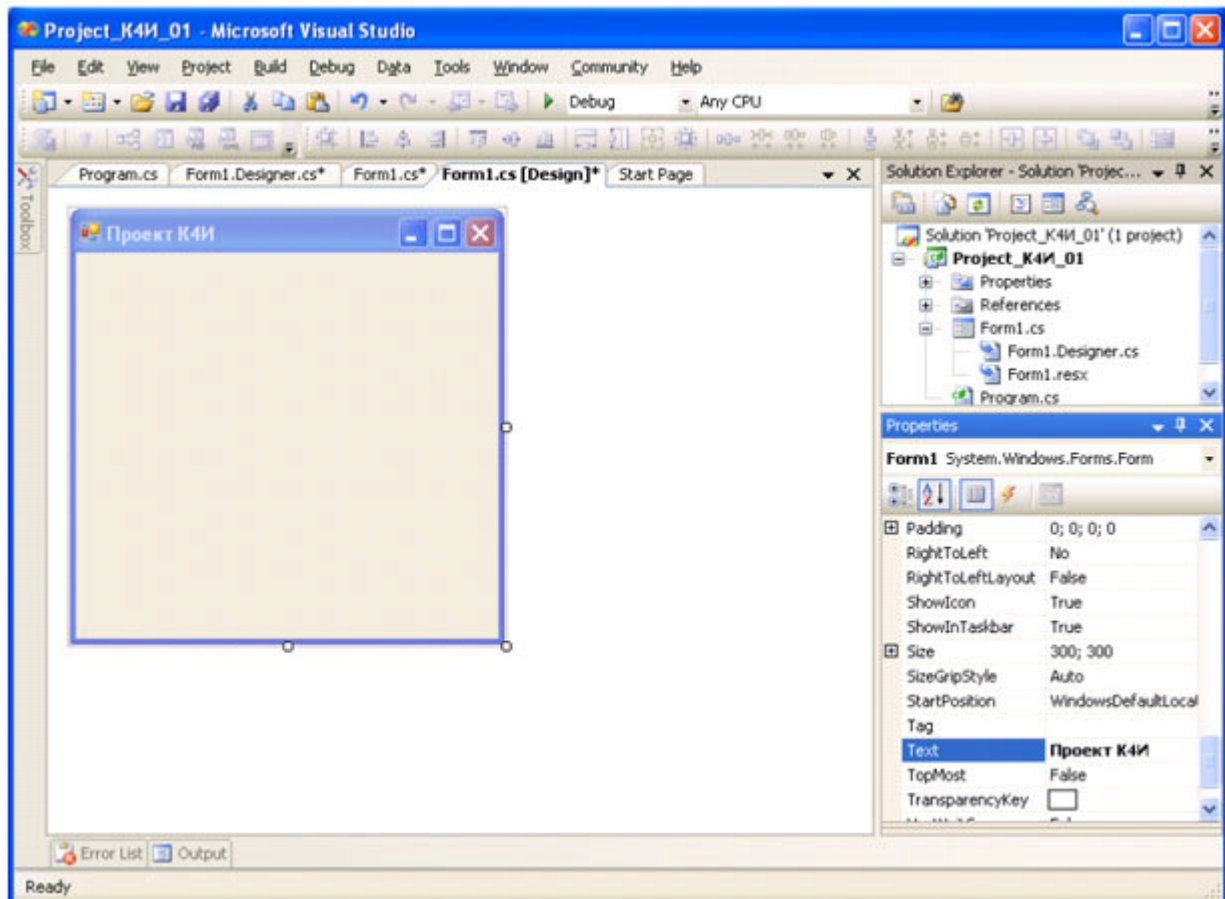 Project_К4И_01 - Microsoft Visual Studio
File Edit View Project Build Debug Data Tools Window Community Help
Debug Any CPU
Toolbox
Program.cs Form1.Designer.cs* Form1.cs* Form1.cs [Design]* Start Page
Проект К4И
Solution Explorer - Solution 'Projec...
Solution 'Project_К4И_01' (1 project)
Project_К4И_01
Properties
References
Form1.cs
Form1.Designer.cs
Form1.resx
Program.cs
Properties
Form1 System.Windows.Forms.Form
Padding 0; 0; 0; 0
RightToLeft No
RightToLeftLayout False
ShowIcon True
ShowInTaskbar True
Size 300; 300
SizeGripStyle Auto
StartPosition WindowsDefaultLocal
Tag
Text Проект К4И
TopMost False
TransparencyKey
Error List Output
Ready